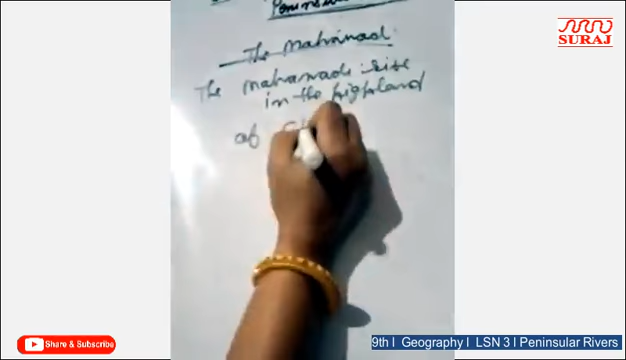 The Mahanadi
The Mahanadi rise
in the highland
of
SURAJ
Share & Subscribe
9th I Geography I LSN 3 I Peninsular Rivers